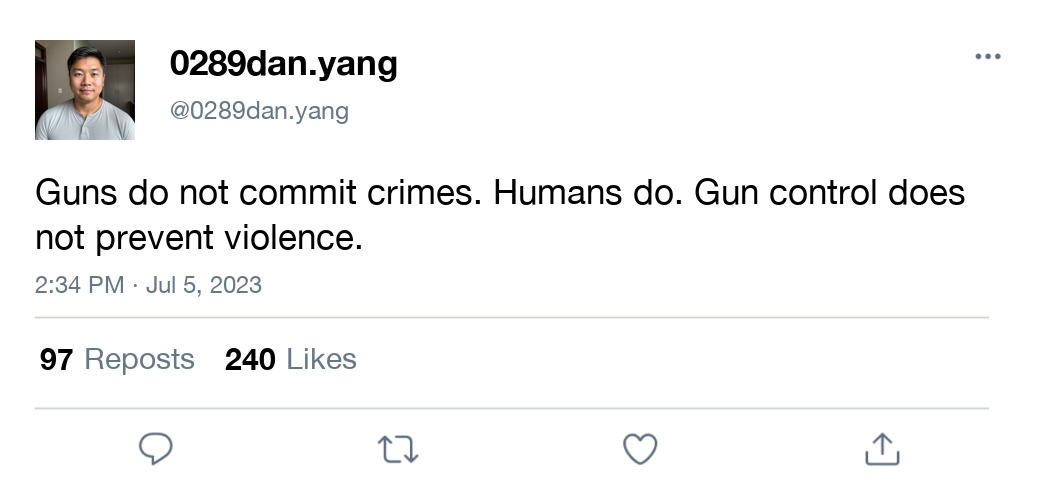 0289dan.yang
@0289dan.yang
Guns do not commit crimes. Humans do. Gun control does
not prevent violence.
2:34 PM · Jul 5, 2023
97 Reposts 240 Likes